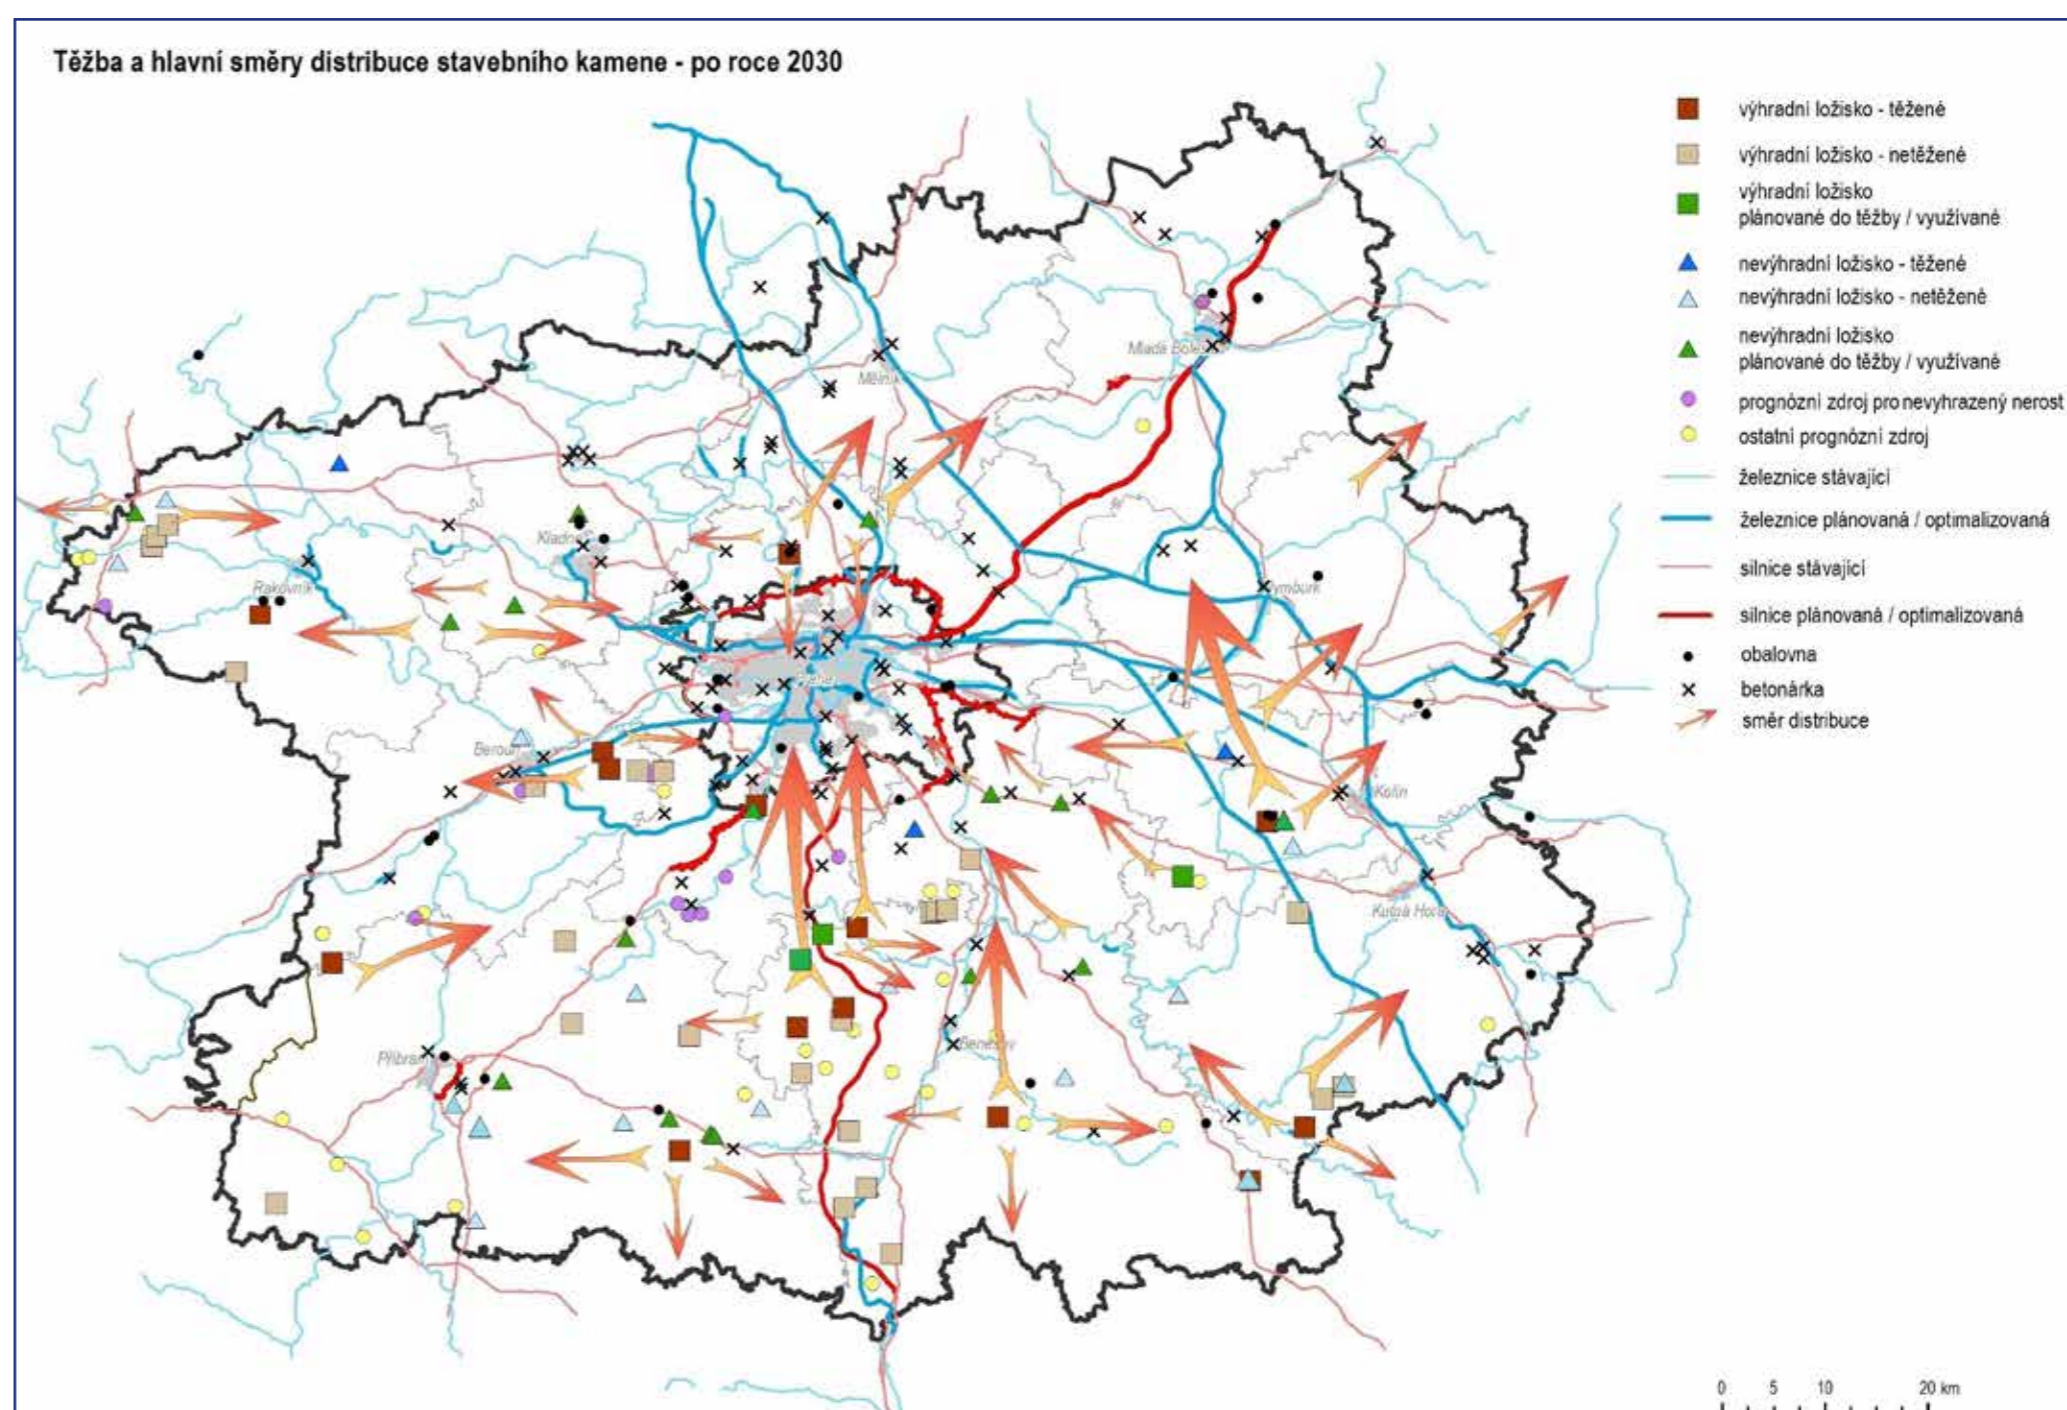 Těžba a hlavní směry distribuce stavebního kamene - po roce 2030
výhradní ložisko - těžené
výhradní ložisko - netěžené
výhradní ložisko
plánované do těžby / využívané
nevýhradní ložisko - těžené
nevýhradní ložisko - netěžené
nevýhradní ložisko
plánované do těžby / využívané
prognózní zdroj pro nevyhrazený nerost
ostatní prognózní zdroj
železnice stávající
železnice plánovaná / optimalizovaná
silnice stávající
silnice plánovaná / optimalizovaná
obalovna
betonárka
směr distribuce
Mladá
Mělník
Kladno
Rakovník
Beroun
Kolín
Kutná Hora
Příbram
Benešov
0 5 10 20 km